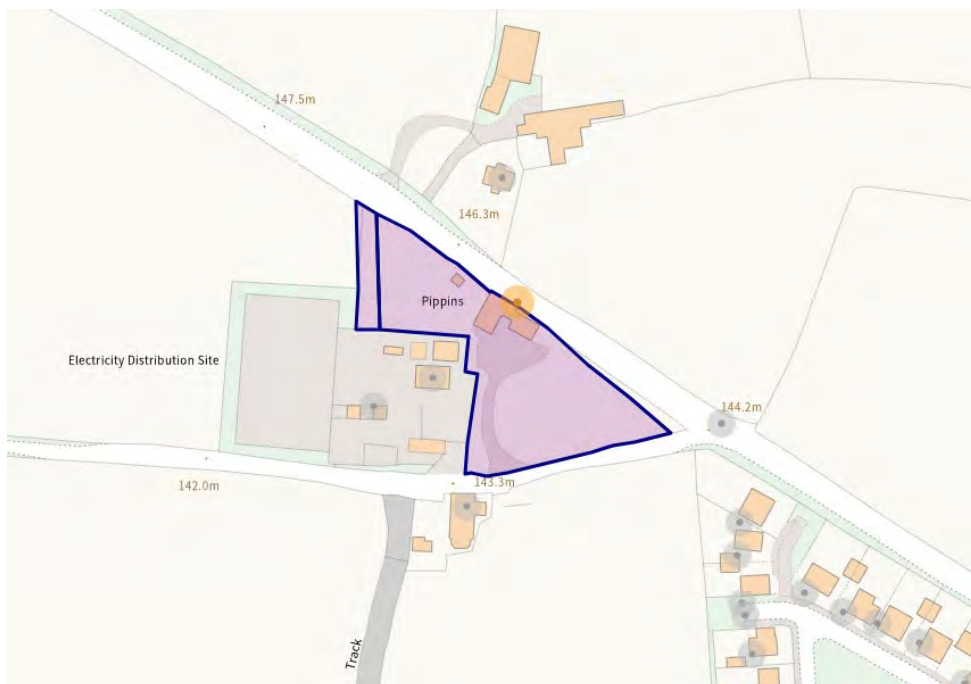 147.5m
146.3m
Pippins
Electricity Distribution Site
144.2m
142.0m
143.3m
Track